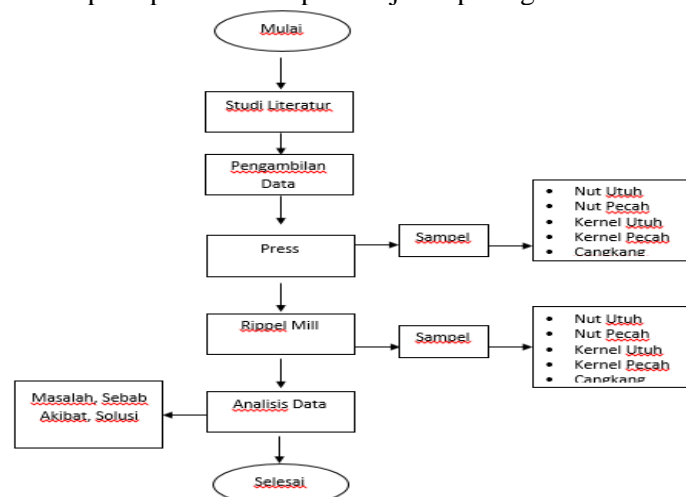 Mulai
Studi Literatur
Pengambilan
Data
Press
Sampel
• Nut Utuh
• Nut Pecah
• Kernel Utuh
• Kernel Pecah
• Cangkang
Rippel Mill
Sampel
• Nut Utuh
• Nut Pecah
• Kernel Utuh
• Kernel Pecah
• Cangkang
Masalah, Sebab
Akibat, Solusi
Analisis Data
Selesai